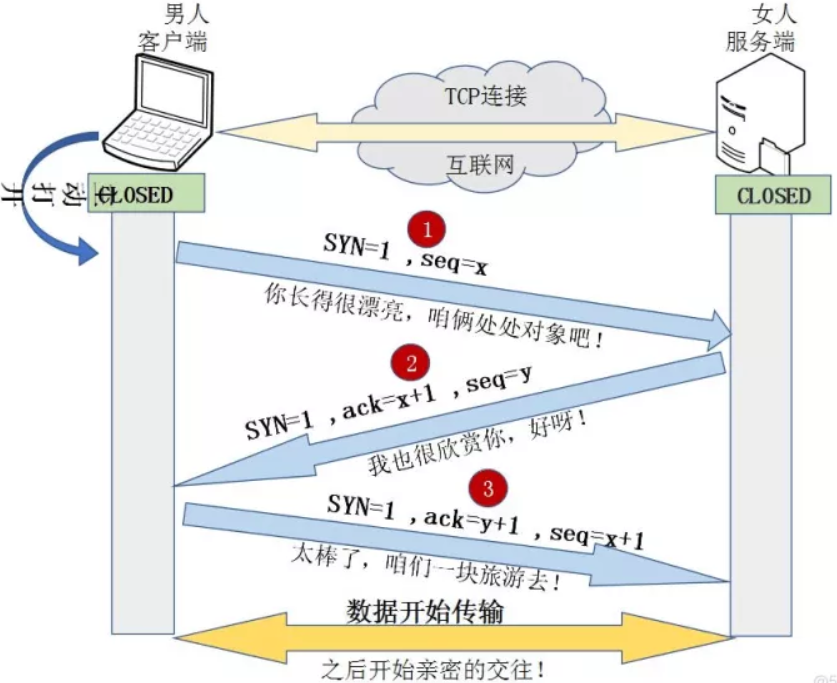 男人
客户端
女人
服务端
TCP连接
互联网
主动打开
CLOSED
CLOSED
1
SYN=1 ,seq=x
你长得很漂亮，咱俩处处对象吧！
2
SYN=1 ,ack=x+1 ,seq=y
我也很欣赏你，好呀！
3
SYN=1 ,ack=y+1 ,seq=x+1
太棒了，咱们一块旅游去！
数据开始传输
之后开始亲密的交往！